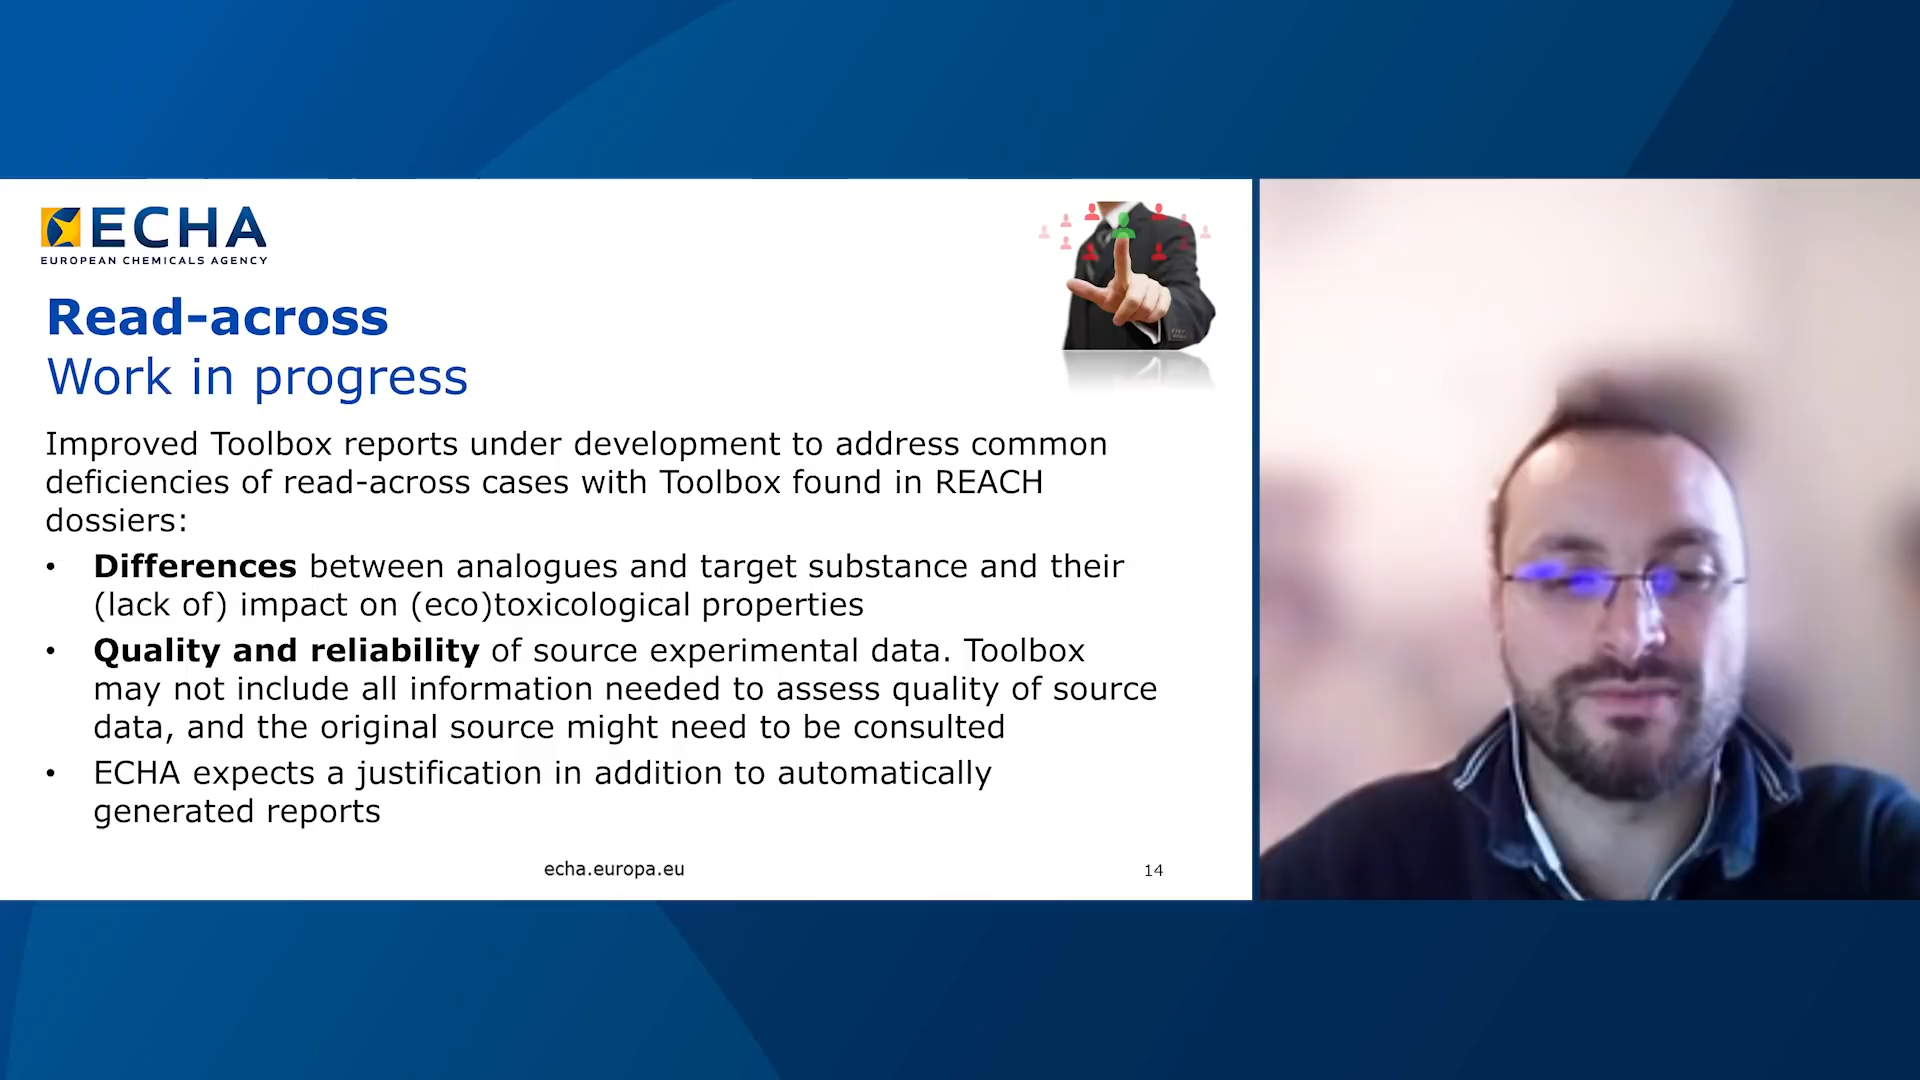 ECHA
EUROPEAN CHEMICALS AGENCY
Read-across
Work in progress
Improved Toolbox reports under development to address common
deficiencies of read-across cases with Toolbox found in REACH
dossiers:
• Differences between analogues and target substance and their
(lack of) impact on (eco)toxicological properties
• Quality and reliability of source experimental data. Toolbox
may not include all information needed to assess quality of source
data, and the original source might need to be consulted
• ECHA expects a justification in addition to automatically
generated reports
echa.europa.eu
14